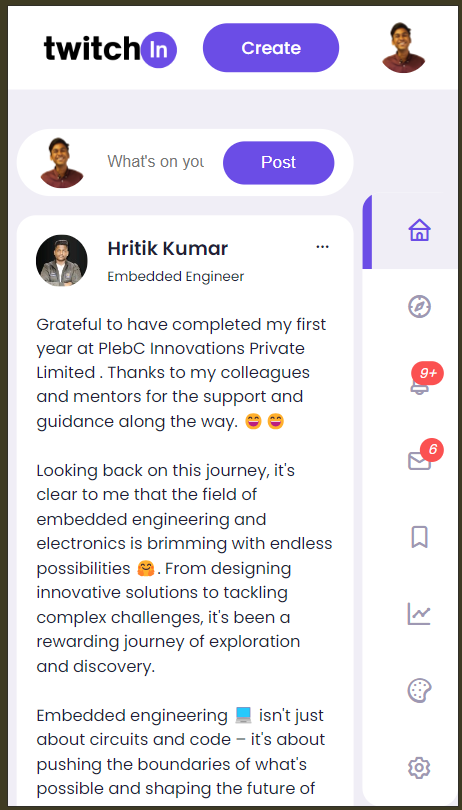 twitchIn
Create
What's on you
Post
Hritik Kumar
...
Embedded Engineer
Grateful to have completed my first
year at PlebC Innovations Private
Limited . Thanks to my colleagues
and mentors for the support and
guidance along the way. 😄 😄
Looking back on this journey, it's
clear to me that the field of
embedded engineering and
electronics is brimming with endless
possibilities 🤗. From designing
innovative solutions to tackling
complex challenges, it's been a
rewarding journey of exploration
and discovery.
Embedded engineering 💻 isn't just
about circuits and code – it's about
pushing the boundaries of what's
possible and shaping the future of
9+
6